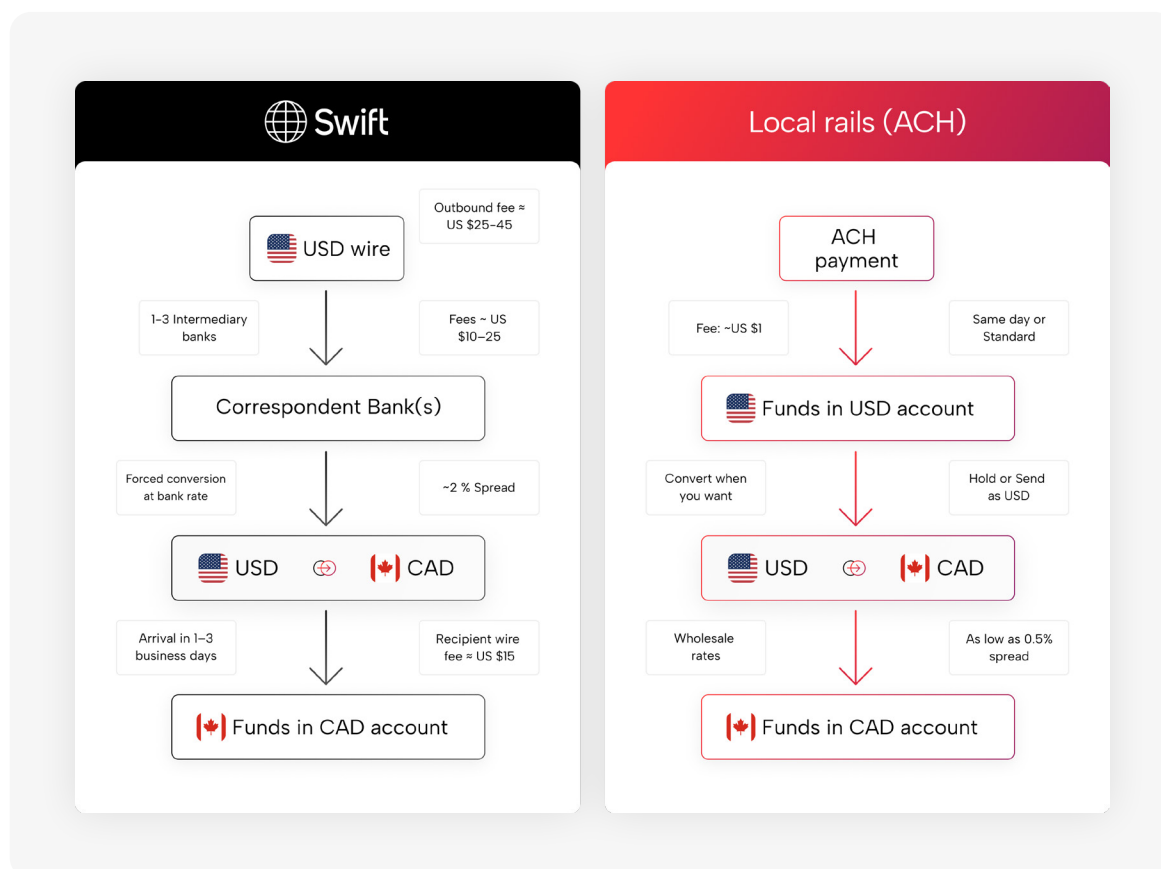 Swift
Outbound fee ≈
US $25-45
USD wire
1-3 Intermediary
banks
Fees ~ US
$10–25
Correspondent Bank(s)
Forced conversion
at bank rate
~2 % Spread
USD
CAD
Arrival in 1–3
business days
Recipient wire
fee ≈ US $15
Funds in CAD account
Local rails (ACH)
ACH
payment
Fee: ~US $1
Same day or
Standard
Funds in USD account
Convert when
you want
Hold or Send
as USD
USD
CAD
Wholesale
rates
As low as 0.5%
spread
Funds in CAD account